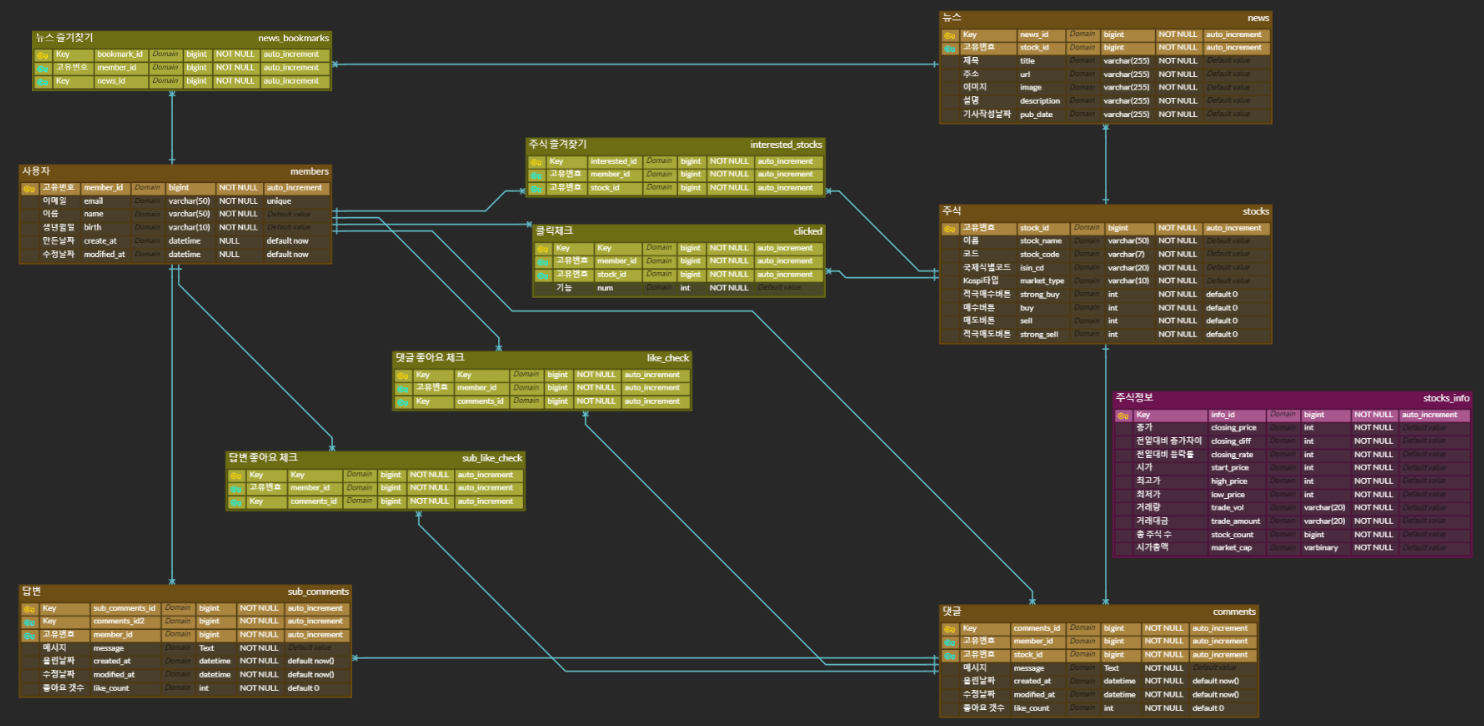 뉴스 즐겨찾기 news_bookmarks
Key bookmark_id Domain bigint NOT NULL auto_increment
고유번호 member_id Domain bigint NOT NULL auto_increment
Key news_id Domain bigint NOT NULL auto_increment
뉴스 news
Key news_id Domain bigint NOT NULL auto_increment
고유번호 stock_id Domain bigint NOT NULL auto_increment
제목 title Domain varchar(255) NOT NULL Default value
주소 url Domain varchar(255) NOT NULL Default value
이미지 image Domain varchar(255) NOT NULL Default value
설명 description Domain varchar(255) NOT NULL Default value
기사작성날짜 pub_date Domain varchar(255) NOT NULL Default value
사용자 members
고유번호 member_id Domain bigint NOT NULL auto_increment
이메일 email Domain varchar(50) NOT NULL unique
이름 name Domain varchar(50) NOT NULL Default value
생년월일 birth Domain varchar(10) NOT NULL Default value
만든날짜 create_at Domain datetime NULL default now
수정날짜 modified_at Domain datetime NULL default now
주식 즐겨찾기 interested_stocks
Key interested_id Domain bigint NOT NULL auto_increment
고유번호 member_id Domain bigint NOT NULL auto_increment
고유번호 stock_id Domain bigint NOT NULL auto_increment
클릭체크 clicked
Key Key Domain bigint NOT NULL auto_increment
고유번호 member_id Domain bigint NOT NULL auto_increment
고유번호 stock_id Domain bigint NOT NULL auto_increment
기능 num Domain int NOT NULL Default value
주식 stocks
고유번호 stock_id Domain bigint NOT NULL auto_increment
이름 stock_name Domain varchar(50) NOT NULL Default value
코드 stock_code Domain varchar(7) NOT NULL Default value
국제식별코드 isin_cd Domain varchar(20) NOT NULL Default value
Kospi타입 market_type Domain varchar(10) NOT NULL Default value
적극매수버튼 strong_buy Domain int NOT NULL default 0
매수버튼 buy Domain int NOT NULL default 0
매도버튼 sell Domain int NOT NULL default 0
적극매도버튼 strong_sell Domain int NOT NULL default 0
댓글 좋아요 체크 like_check
Key Key Domain bigint NOT NULL auto_increment
고유번호 member_id Domain bigint NOT NULL auto_increment
Key comments_id Domain bigint NOT NULL auto_increment
주식정보 stocks_info
Key info_id Domain bigint NOT NULL auto_increment
종가 closing_price Domain int NOT NULL Default value
전일대비 종가차이 closing_diff Domain int NOT NULL Default value
전일대비 등락률 closing_rate Domain int NOT NULL Default value
시가 start_price Domain int NOT NULL Default value
최고가 high_price Domain int NOT NULL Default value
최저가 low_price Domain int NOT NULL Default value
거래량 trade_vol Domain varchar(20) NOT NULL Default value
거래대금 trade_amount Domain varchar(20) NOT NULL Default value
총 주식 수 stock_count Domain bigint NOT NULL Default value
시가총액 market_cap Domain varbinary NOT NULL Default value
답변 좋아요 체크 sub_like_check
Key Key Domain bigint NOT NULL auto_increment
고유번호 member_id Domain bigint NOT NULL auto_increment
Key comments_id Domain bigint NOT NULL auto_increment
답변 sub_comments
Key sub_comments_id Domain bigint NOT NULL auto_increment
Key comments_id2 Domain bigint NOT NULL auto_increment
고유번호 member_id Domain bigint NOT NULL auto_increment
메시지 message Domain Text NOT NULL Default value
올린날짜 created_at Domain datetime NOT NULL default now()
수정날짜 modified_at Domain datetime NOT NULL default now()
좋아요 갯수 like_count Domain int NOT NULL default 0
댓글 comments
Key comments_id Domain bigint NOT NULL auto_increment
고유번호 member_id Domain bigint NOT NULL auto_increment
고유번호 stock_id Domain bigint NOT NULL auto_increment
메시지 message Domain Text NOT NULL Default value
올린날짜 created_at Domain datetime NOT NULL default now()
수정날짜 modified_at Domain datetime NOT NULL default now()
좋아요 갯수 like_count Domain int NOT NULL default 0